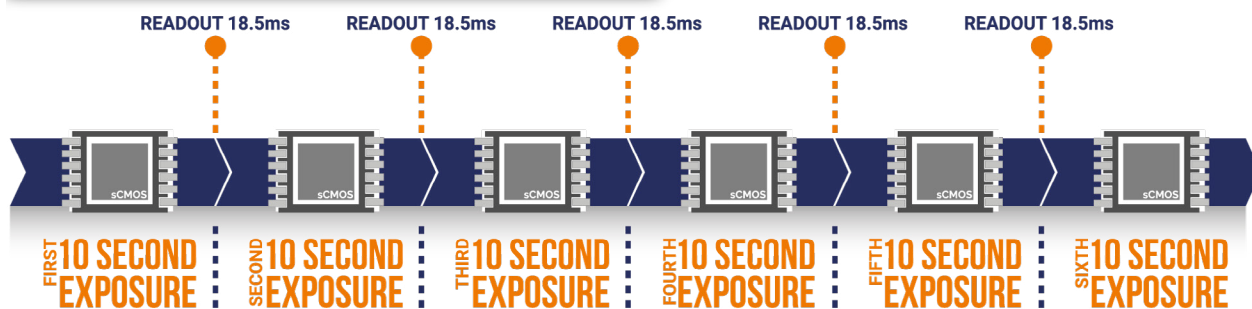 READOUT 18.5ms
READOUT 18.5ms
READOUT 18.5ms
READOUT 18.5ms
READOUT 18.5ms
sCMOS
sCMOS
sCMOS
sCMOS
sCMOS
sCMOS
FIRST
10 SECOND
EXPOSURE
SECOND
10 SECOND
EXPOSURE
THIRD
10 SECOND
EXPOSURE
FOURTH
10 SECOND
EXPOSURE
FIFTH
10 SECOND
EXPOSURE
SIXTH
10 SECOND
EXPOSURE